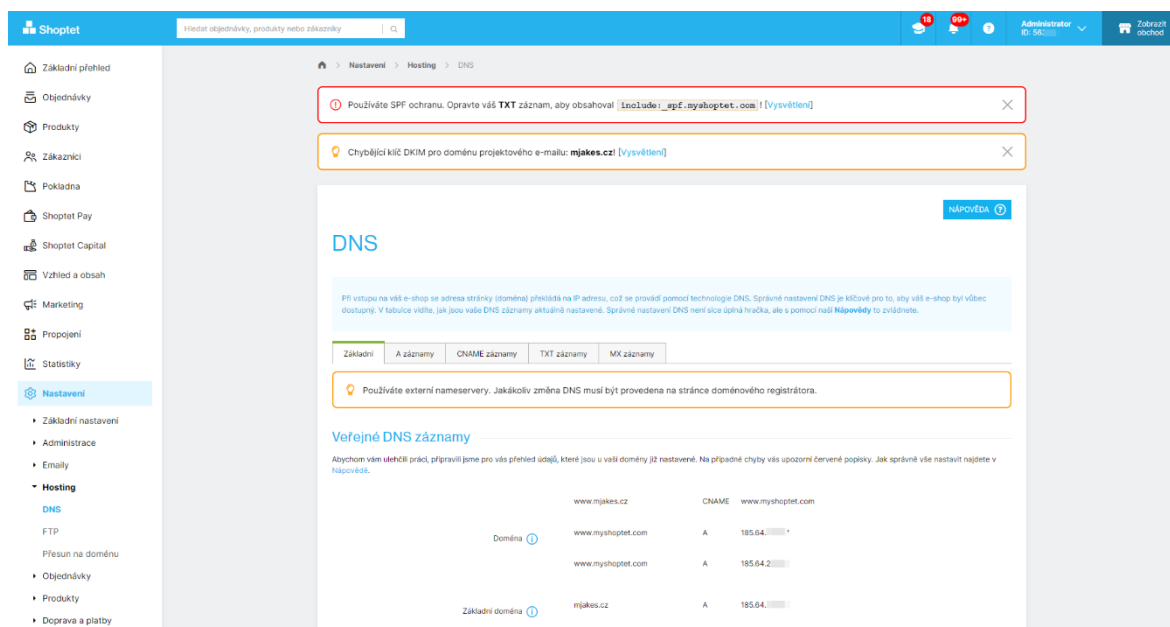 Shoptet
Hledat objednávky, produkty nebo zákazníky
18
99+
Administrator
ID: 56
Zobrazit
obchod
Základní přehled
Objednávky
Produkty
Zákazníci
Pokladna
Shoptet Pay
Shoptet Capital
Vzhled a obsah
Marketing
Propojení
Statistiky
Nastavení
Základní nastavení
Administrace
Emaily
Hosting
DNS
FTP
Přesun na doménu
Objednávky
Produkty
Doprava a platby
> Nastavení > Hosting > DNS
Používáte SPF ochranu. Opravte váš TXT záznam, aby obsahoval include:_spf.myshoptet.com ! [Vysvětlení]
Chybějící klíč DKIM pro doménu projektového e-mailu: mjakes.cz! [Vysvětlení]
NÁPOVĚDA ?
DNS
Při vstupu na váš e-shop se adresa stránky (doména) překládá na IP adresu, což se provádí pomocí technologie DNS. Správné nastavení DNS je klíčové pro to, aby váš e-shop byl vůbec
dostupný. V tabulce vidíte, jak jsou vaše DNS záznamy aktuálně nastavené. Správné nastavení DNS není sice úplná hračka, ale s pomocí naší Nápovědy to zvládnete.
Základní A záznamy CNAME záznamy TXT záznamy MX záznamy
Používáte externí nameservery. Jakákoliv změna DNS musí být provedena na stránce doménového registrátora.
Veřejné DNS záznamy
Abychom vám ulehčili práci, připravili jsme pro vás přehled údajů, které jsou u vaší domény již nastavené. Na případné chyby vás upozorní červené popisky. Jak správně vše nastavit najdete v
Nápovědě.
www.mjakes.cz CNAME www.myshoptet.com
Doména www.myshoptet.com A 185.64.
www.myshoptet.com A 185.64.2
Základní doména mjakes.cz A 185.64.